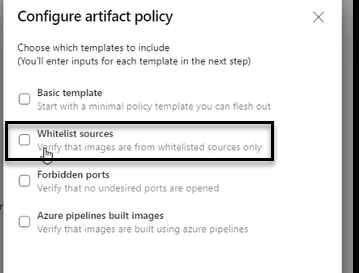 Configure artifact policy
Choose which templates to include
(You'll enter inputs for each template in the next step)
Basic template
Start with a minimal policy template you can flesh out
Whitelist sources
Verify that images are from whitelisted sources only
Forbidden ports
Verify that no undesired ports are opened
Azure pipelines built images
Verify that images are built using azure pipelines